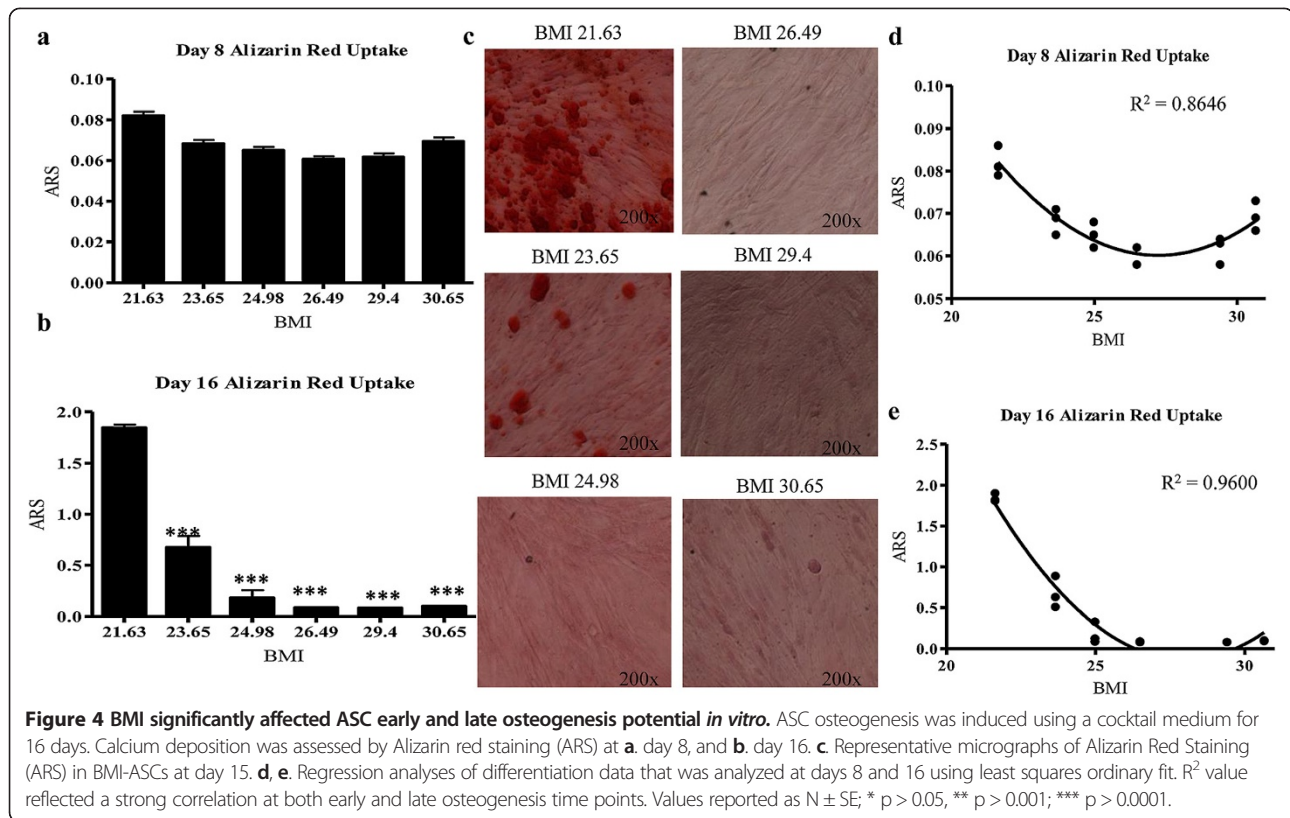 a
Day 8 Alizarin Red Uptake
0.10
0.08
0.06
0.04
0.02
0.00
ARS
21.63 23.65 24.98 26.49 29.4 30.65
BMI
b
Day 16 Alizarin Red Uptake
2.0
1.5
1.0
0.5
0.0
ARS
*** *** *** *** ***
21.63 23.65 24.98 26.49 29.4 30.65
BMI
c
BMI 21.63
200x
BMI 26.49
200x
BMI 23.65
200x
BMI 29.4
200x
BMI 24.98
200x
BMI 30.65
200x
d
Day 8 Alizarin Red Uptake
R² = 0.8646
0.10
0.09
0.08
0.07
0.06
0.05
ARS
20 25 30
BMI
e
Day 16 Alizarin Red Uptake
R² = 0.9600
2.5
2.0
1.5
1.0
0.5
0.0
ARS
20 25 30
BMI
Figure 4 BMI significantly affected ASC early and late osteogenesis potential in vitro. ASC osteogenesis was induced using a cocktail medium for
16 days. Calcium deposition was assessed by Alizarin red staining (ARS) at a. day 8, and b. day 16. c. Representative micrographs of Alizarin Red Staining
(ARS) in BMI-ASCs at day 15. d, e. Regression analyses of differentiation data that was analyzed at days 8 and 16 using least squares ordinary fit. R² value
reflected a strong correlation at both early and late osteogenesis time points. Values reported as N ± SE; * p > 0.05, ** p > 0.001; *** p > 0.0001.